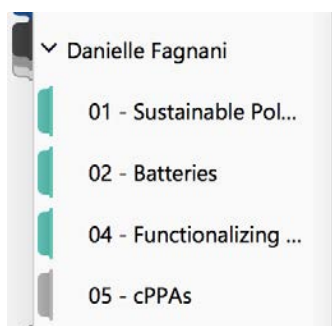 Danielle Fagnani
01 - Sustainable Pol...
02 - Batteries
04 - Functionalizing ...
05 - cPPAs